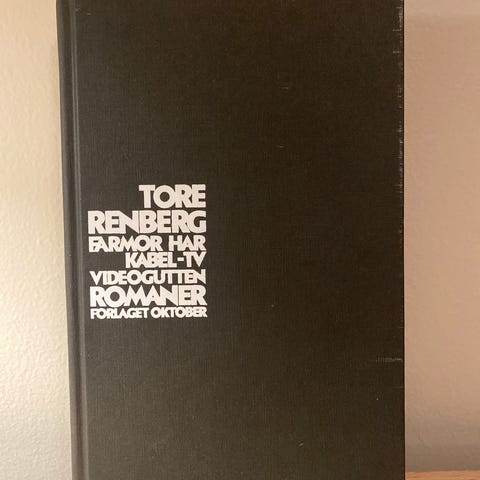 TORE
RENBERG
FARMOR HAR
KABEL-TV
VIDEOGUTTEN
ROMANER
FORLAGET OKTOBER